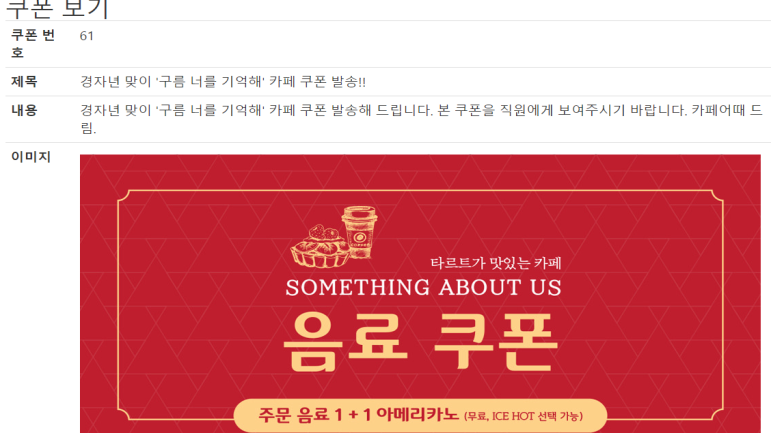 쿠폰 보기
쿠폰 번호 61
제목 경자년 맞이 '구름 너를 기억해' 카페 쿠폰 발송!!
내용 경자년 맞이 '구름 너를 기억해' 카페 쿠폰 발송해 드립니다. 본 쿠폰을 직원에게 보여주시기 바랍니다. 카페어때 드
림.
이미지
COFFEE
타르트가 맛있는 카페
SOMETHING ABOUT US
음료 쿠폰
주문 음료 1 + 1 아메리카노 (무료, ICE HOT 선택 가능)